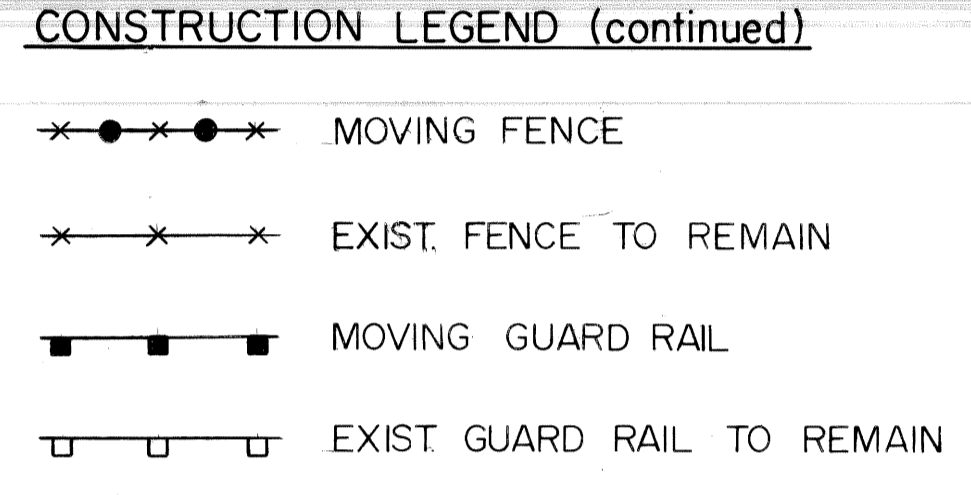 CONSTRUCTION LEGEND (continued)
MOVING FENCE
EXIST. FENCE TO REMAIN
MOVING GUARD RAIL
EXIST. GUARD RAIL TO REMAIN